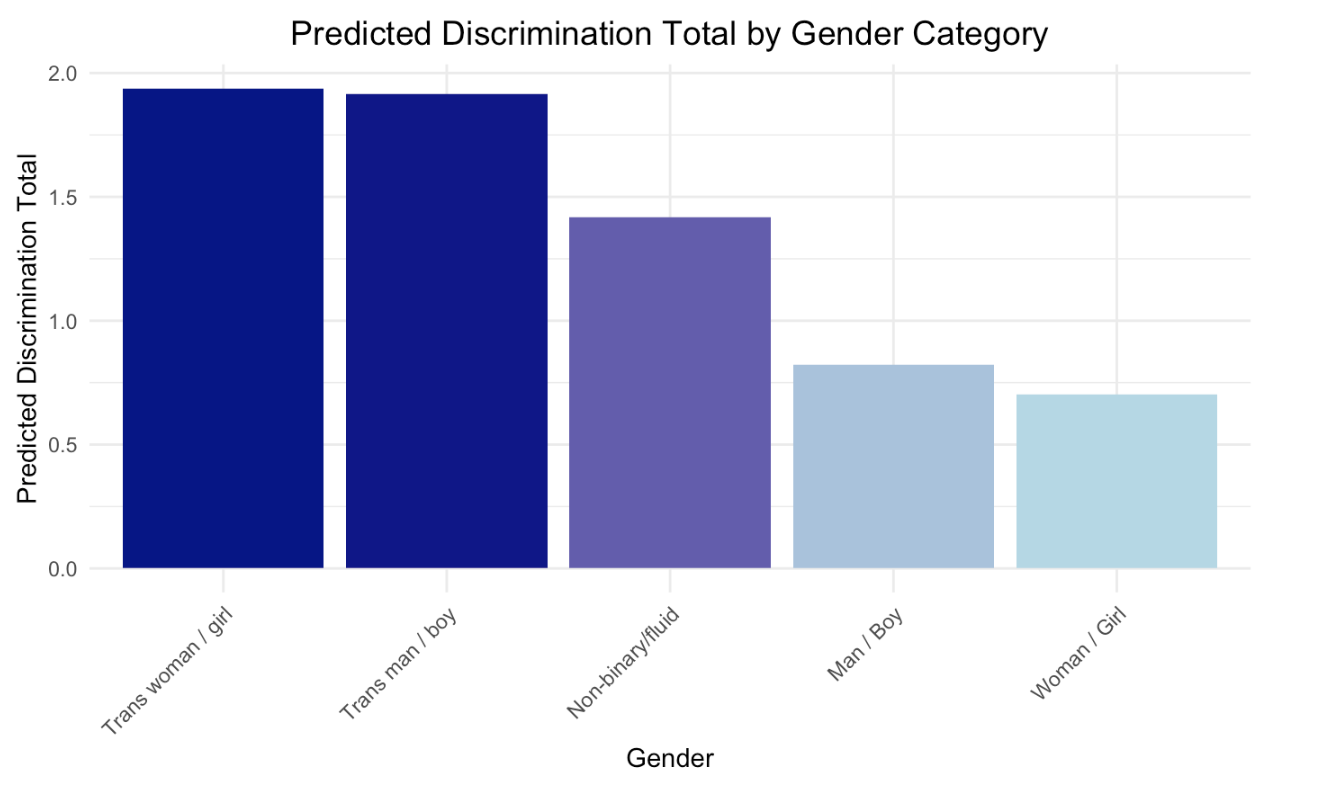 Predicted Discrimination Total by Gender Category
Predicted Discrimination Total
2.0
1.5
1.0
0.5
0.0
Trans woman / girl
Trans man / boy
Non-binary/fluid
Man / Boy
Woman / Girl
Gender